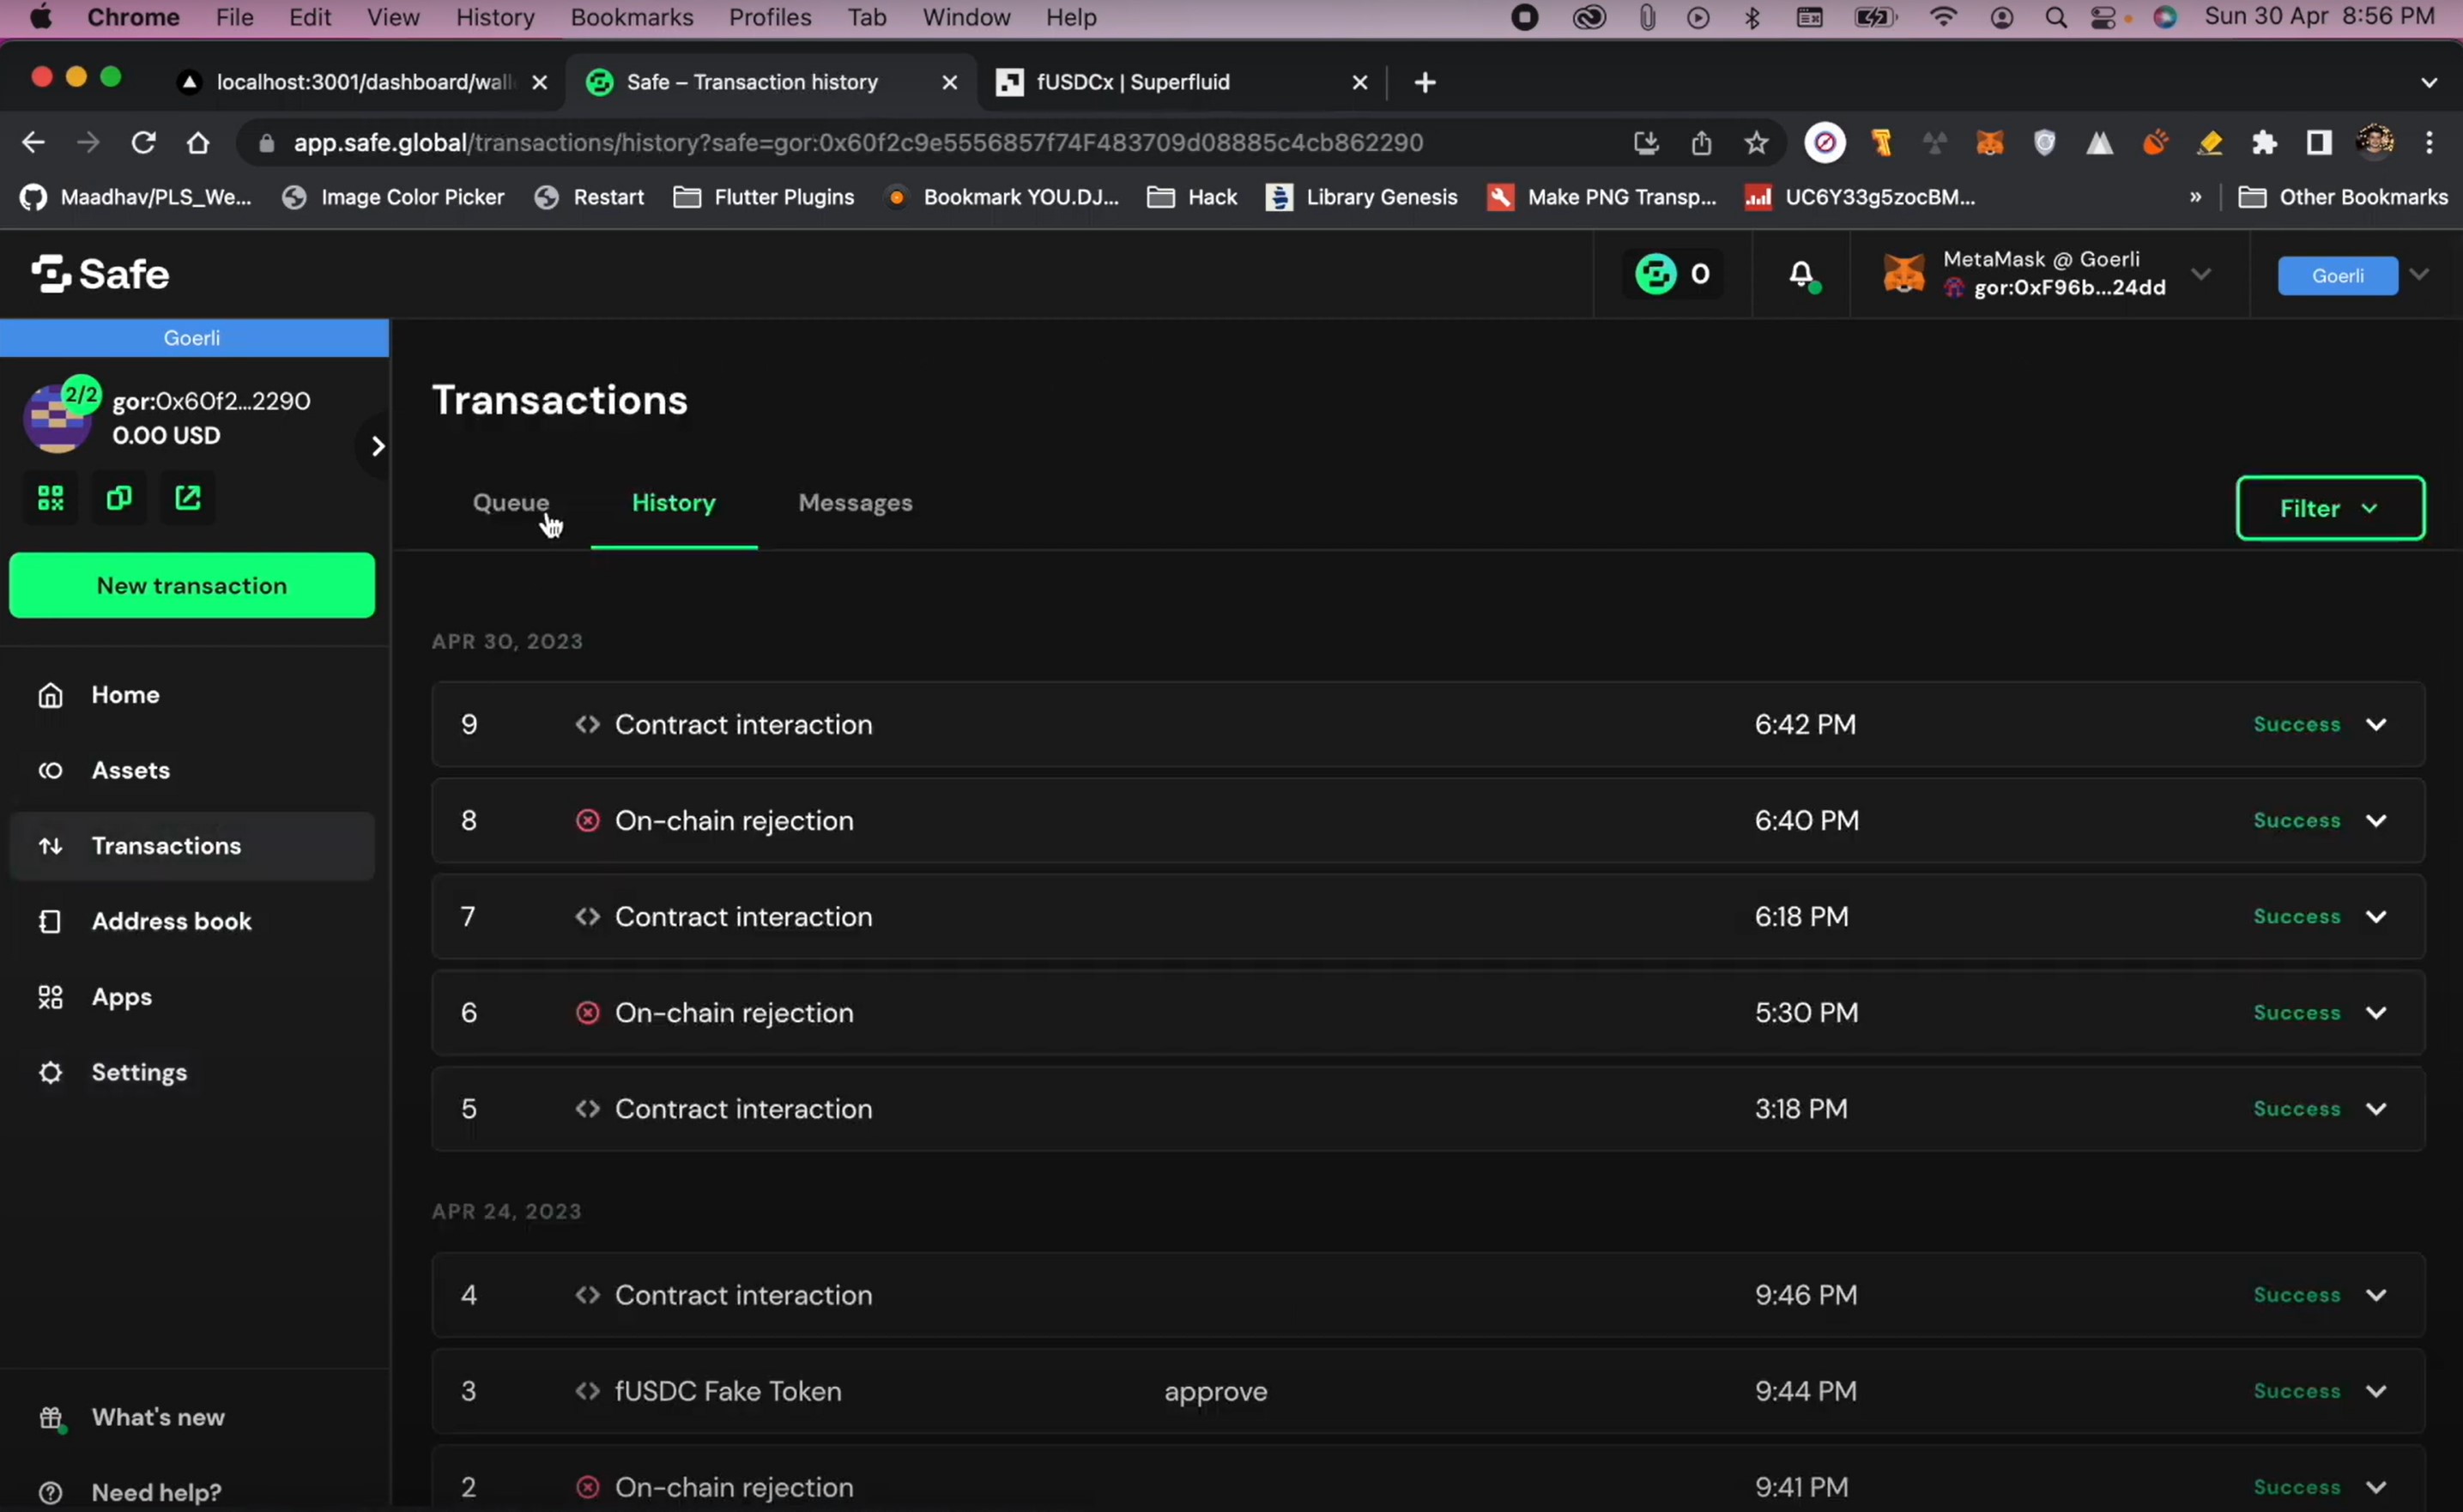 Chrome File Edit View History Bookmarks Profiles Tab Window Help Sun 30 Apr 8:56 PM
localhost:3001/dashboard/wall Safe – Transaction history fUSDCx | Superfluid
app.safe.global/transactions/history?safe=gor:0x60f2c9e5556857f74F483709d08885c4cb862290
Maadhav/PLS_We... Image Color Picker Restart Flutter Plugins Bookmark YOU.DJ... Hack Library Genesis Make PNG Transp... UC6Y33g5zocBM... » Other Bookmarks
Safe 0 MetaMask @ Goerli
gor:0xF96b...24dd Goerli
Goerli
2/2 gor:0x60f2...2290
0.00 USD
New transaction
Home
Assets
Transactions
Address book
Apps
Settings
What's new
Need help?
Transactions
Queue History Messages Filter
APR 30, 2023
9 Contract interaction 6:42 PM Success
8 On-chain rejection 6:40 PM Success
7 Contract interaction 6:18 PM Success
6 On-chain rejection 5:30 PM Success
5 Contract interaction 3:18 PM Success
APR 24, 2023
4 Contract interaction 9:46 PM Success
3 fUSDC Fake Token approve 9:44 PM Success
2 On-chain rejection 9:41 PM Success